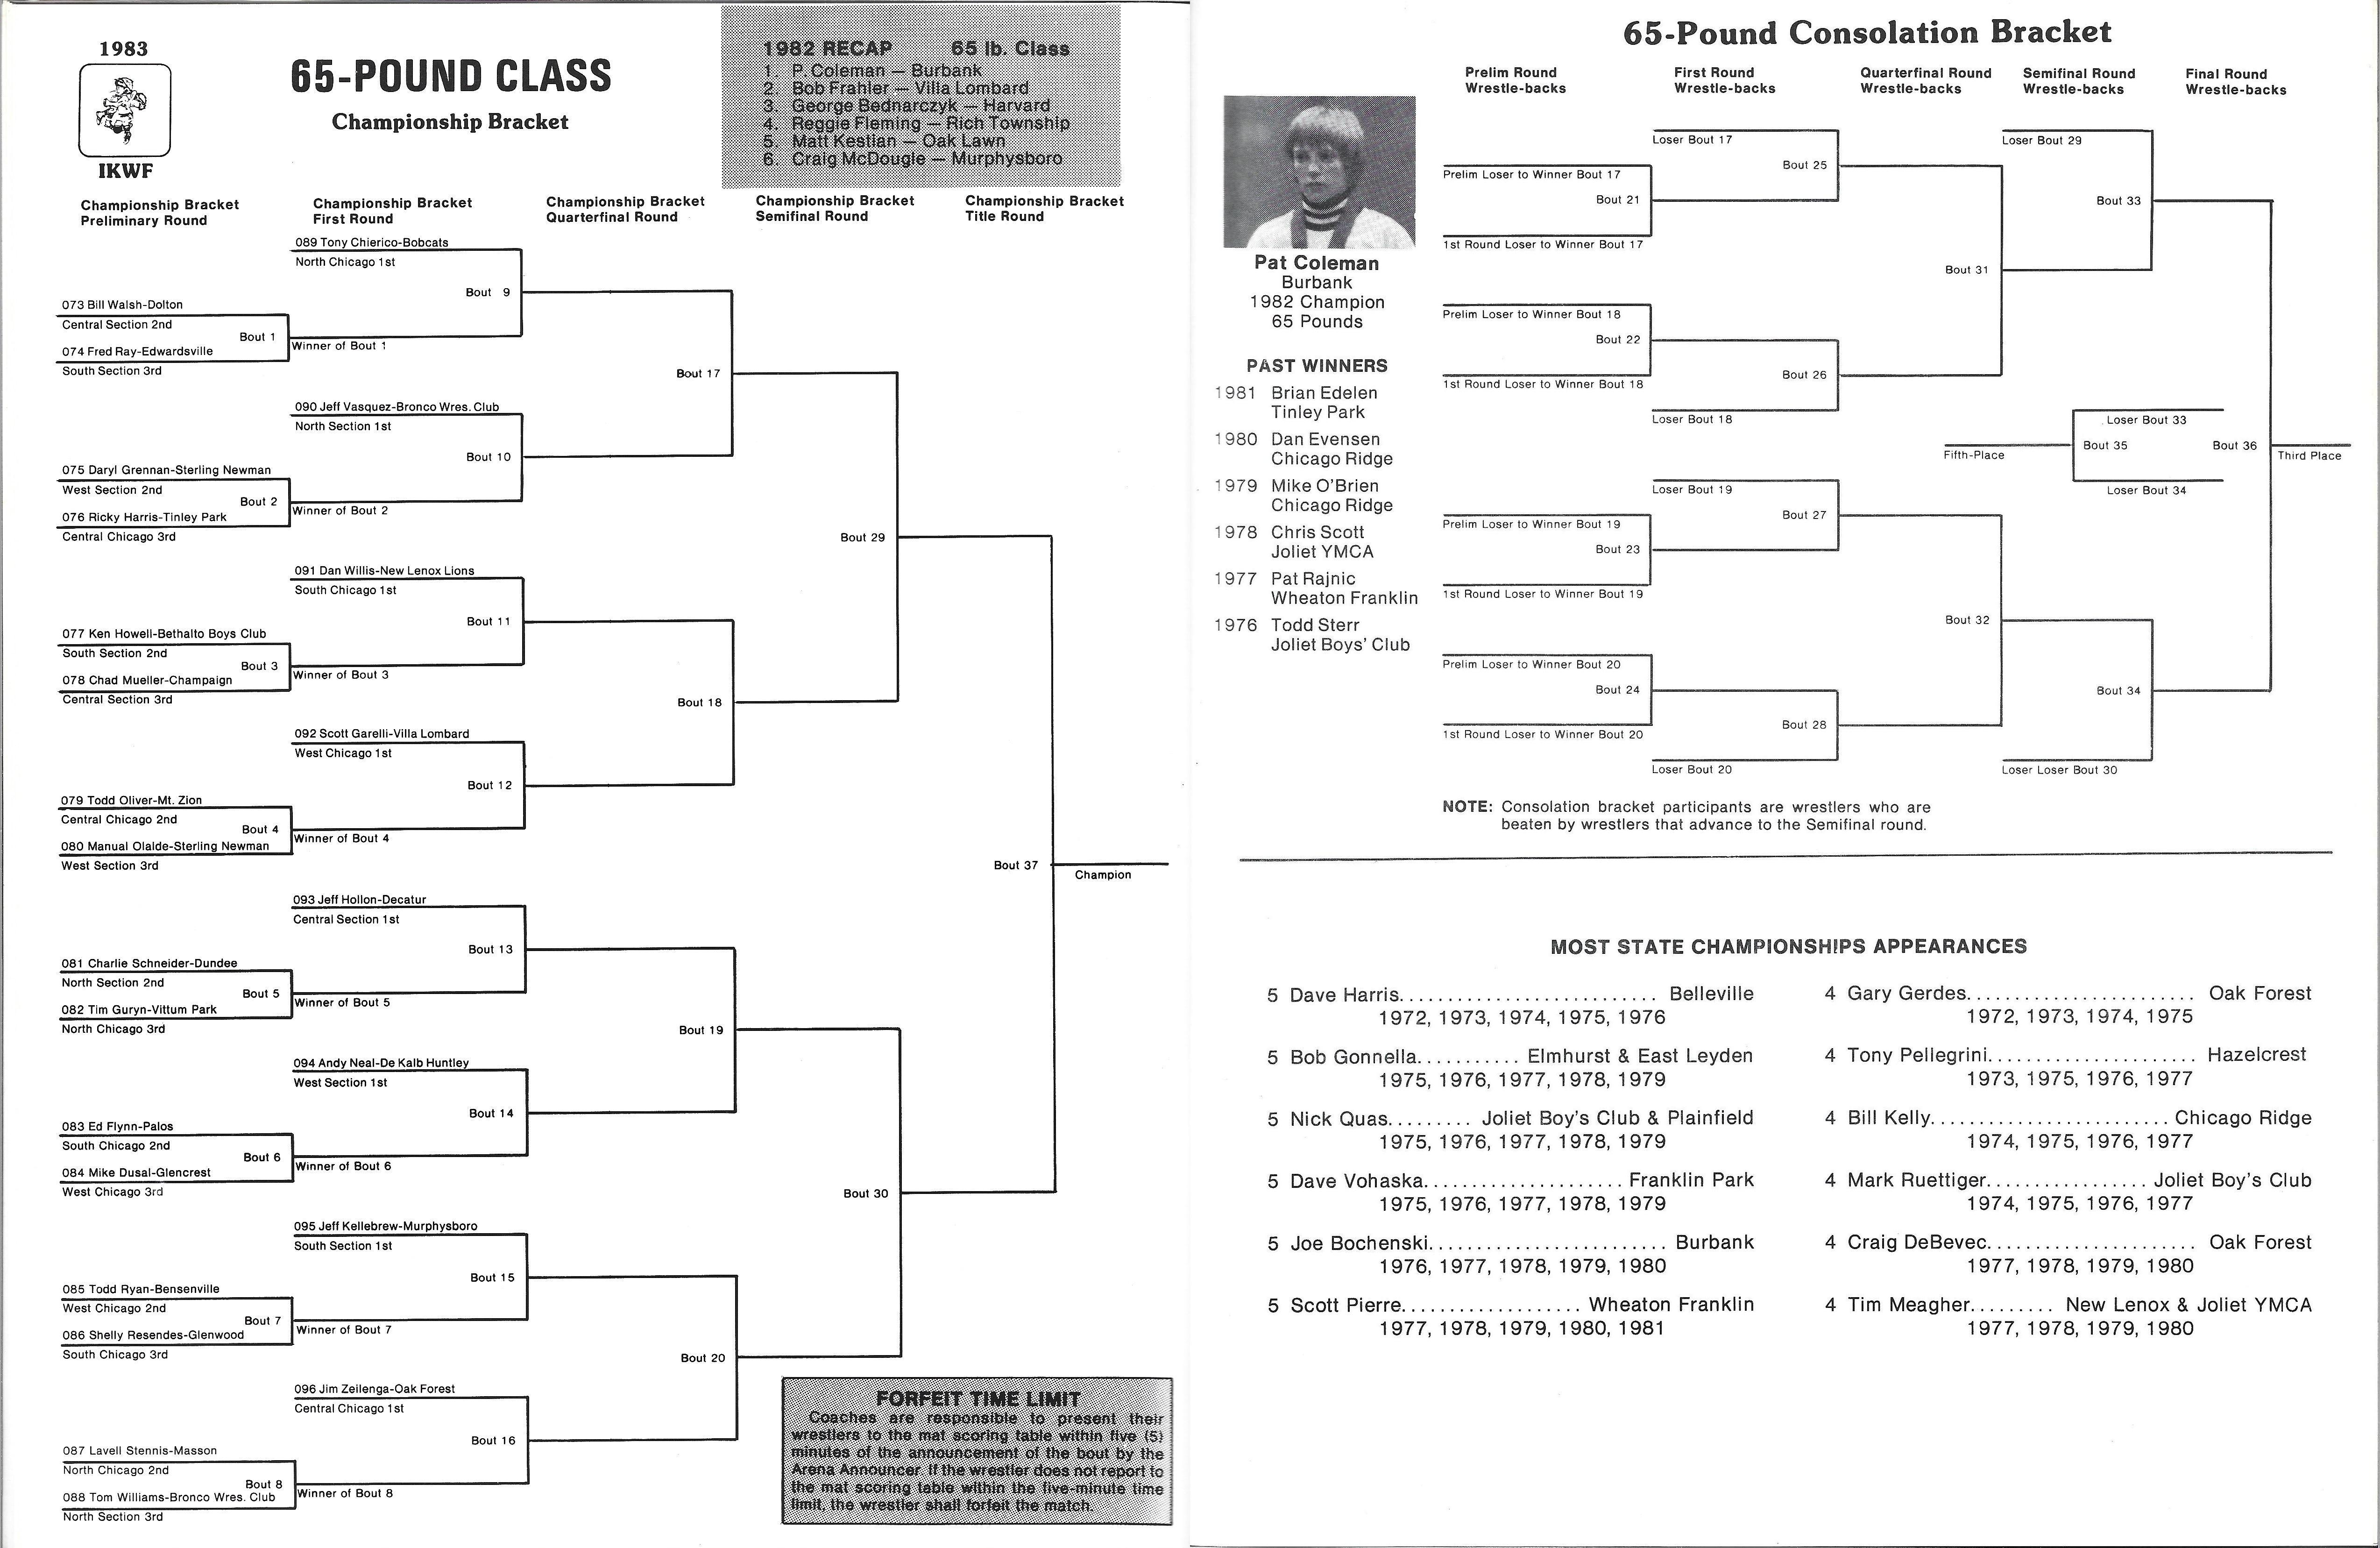 1983
IKWF
65-POUND CLASS
Championship Bracket
1982 RECAP 65 lb. Class
1. P. Coleman — Burbank
2. Bob Frahler — Villa Lombard
3. George Bednarczyk — Harvard
4. Reggie Fleming — Rich Township
5. Matt Kestian — Oak Lawn
6. Craig McDougle — Murphysboro
Championship Bracket
Preliminary Round
Championship Bracket
First Round
Championship Bracket
Quarterfinal Round
Championship Bracket
Semifinal Round
Championship Bracket
Title Round
089 Tony Chierico-Bobcats
North Chicago 1st
Bout 9
073 Bill Walsh-Dolton
Central Section 2nd
Bout 1
Winner of Bout 1
074 Fred Ray-Edwardsville
South Section 3rd
Bout 17
090 Jeff Vasquez-Bronco Wres. Club
North Section 1st
Bout 10
075 Daryl Grennan-Sterling Newman
West Section 2nd
Bout 2
Winner of Bout 2
076 Ricky Harris-Tinley Park
Central Chicago 3rd
Bout 29
091 Dan Willis-New Lenox Lions
South Chicago 1st
Bout 11
077 Ken Howell-Bethalto Boys Club
South Section 2nd
Bout 3
Winner of Bout 3
078 Chad Mueller-Champaign
Central Section 3rd
Bout 18
092 Scott Garelli-Villa Lombard
West Chicago 1st
Bout 12
079 Todd Oliver-Mt. Zion
Central Chicago 2nd
Bout 4
Winner of Bout 4
080 Manual Olalde-Sterling Newman
West Section 3rd
Bout 37
Champion
093 Jeff Hollon-Decatur
Central Section 1st
Bout 13
081 Charlie Schneider-Dundee
North Section 2nd
Bout 5
Winner of Bout 5
082 Tim Guryn-Vittum Park
North Chicago 3rd
Bout 19
094 Andy Neal-De Kalb Huntley
West Section 1st
Bout 14
083 Ed Flynn-Palos
South Chicago 2nd
Bout 6
Winner of Bout 6
084 Mike Dusal-Glencrest
West Chicago 3rd
Bout 30
095 Jeff Kellebrew-Murphysboro
South Section 1st
Bout 15
085 Todd Ryan-Bensenville
West Chicago 2nd
Bout 7
Winner of Bout 7
086 Shelly Resendes-Glenwood
South Chicago 3rd
Bout 20
096 Jim Zeilenga-Oak Forest
Central Chicago 1st
Bout 16
087 Lavell Stennis-Masson
North Chicago 2nd
Bout 8
Winner of Bout 8
088 Tom Williams-Bronco Wres. Club
North Section 3rd
FORFEIT TIME LIMIT
Coaches are responsible to present their
wrestlers to the mat scoring table within five (5)
minutes of the announcement of the bout by the
Arena Announcer. If the wrestler does not report to
the mat scoring table within the five-minute time
limit, the wrestler shall forfeit the match.
65-Pound Consolation Bracket
Prelim Round
Wrestle-backs
First Round
Wrestle-backs
Quarterfinal Round
Wrestle-backs
Semifinal Round
Wrestle-backs
Final Round
Wrestle-backs
Pat Coleman
Burbank
1982 Champion
65 Pounds
PAST WINNERS
1981 Brian Edelen
Tinley Park
1980 Dan Evensen
Chicago Ridge
1979 Mike O'Brien
Chicago Ridge
1978 Chris Scott
Joliet YMCA
1977 Pat Rajnic
Wheaton Franklin
1976 Todd Sterr
Joliet Boys' Club
Loser Bout 17
Bout 25
Prelim Loser to Winner Bout 17
Bout 21
1st Round Loser to Winner Bout 17
Loser Bout 29
Bout 33
Bout 31
Prelim Loser to Winner Bout 18
Bout 22
1st Round Loser to Winner Bout 18
Bout 26
Loser Bout 18
Loser Bout 33
Fifth-Place
Bout 35
Bout 36
Third Place
Loser Bout 34
Loser Bout 19
Bout 27
Prelim Loser to Winner Bout 19
Bout 23
1st Round Loser to Winner Bout 19
Bout 32
Prelim Loser to Winner Bout 20
Bout 24
1st Round Loser to Winner Bout 20
Bout 28
Loser Bout 20
Bout 34
Loser Loser Bout 30
NOTE: Consolation bracket participants are wrestlers who are
beaten by wrestlers that advance to the Semifinal round.
MOST STATE CHAMPIONSHIPS APPEARANCES
5 Dave Harris.......................... Belleville
1972, 1973, 1974, 1975, 1976
5 Bob Gonnella........... Elmhurst & East Leyden
1975, 1976, 1977, 1978, 1979
5 Nick Quas......... Joliet Boy's Club & Plainfield
1975, 1976, 1977, 1978, 1979
5 Dave Vohaska.................... Franklin Park
1975, 1976, 1977, 1978, 1979
5 Joe Bochenski........................ Burbank
1976, 1977, 1978, 1979, 1980
5 Scott Pierre.................. Wheaton Franklin
1977, 1978, 1979, 1980, 1981
4 Gary Gerdes....................... Oak Forest
1972, 1973, 1974, 1975
4 Tony Pellegrini..................... Hazelcrest
1973, 1975, 1976, 1977
4 Bill Kelly........................ Chicago Ridge
1974, 1975, 1976, 1977
4 Mark Ruettiger................ Joliet Boy's Club
1974, 1975, 1976, 1977
4 Craig DeBevec..................... Oak Forest
1977, 1978, 1979, 1980
4 Tim Meagher......... New Lenox & Joliet YMCA
1977, 1978, 1979, 1980